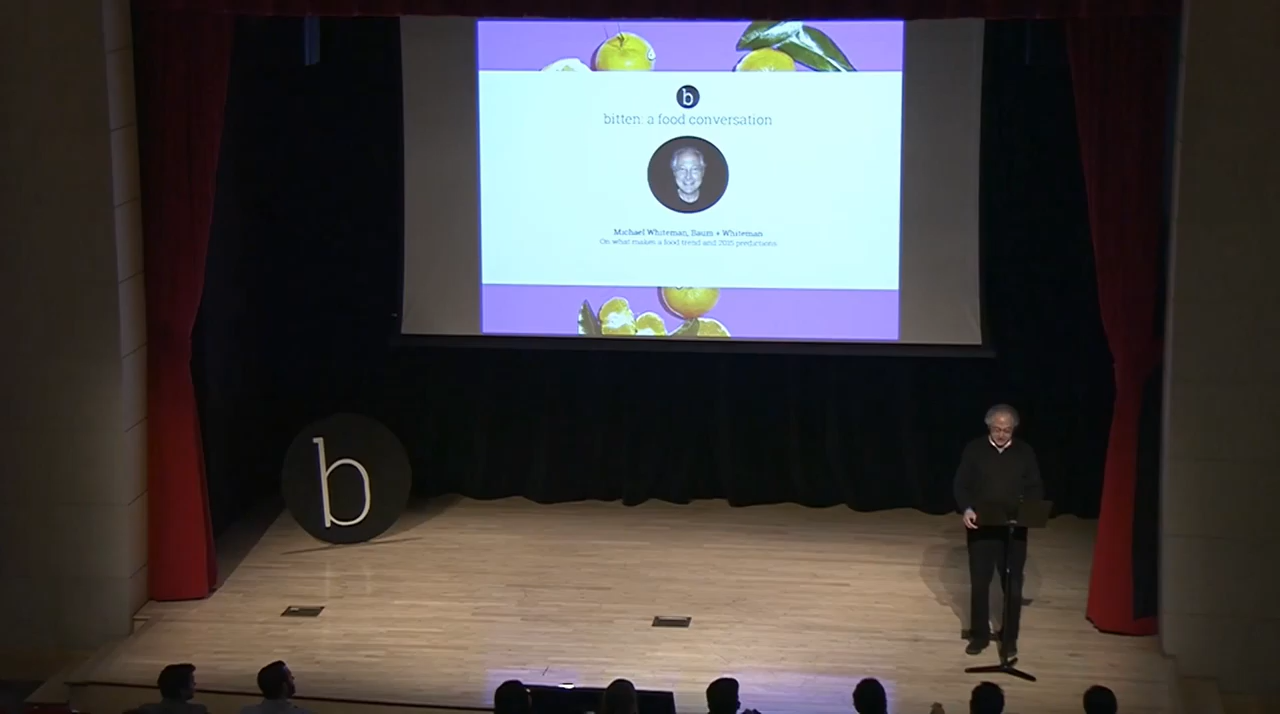 b
bitten: a food conversation
Michael Whiteman, Baum + Whiteman
On what makes a food trend and 2015 predictions
b